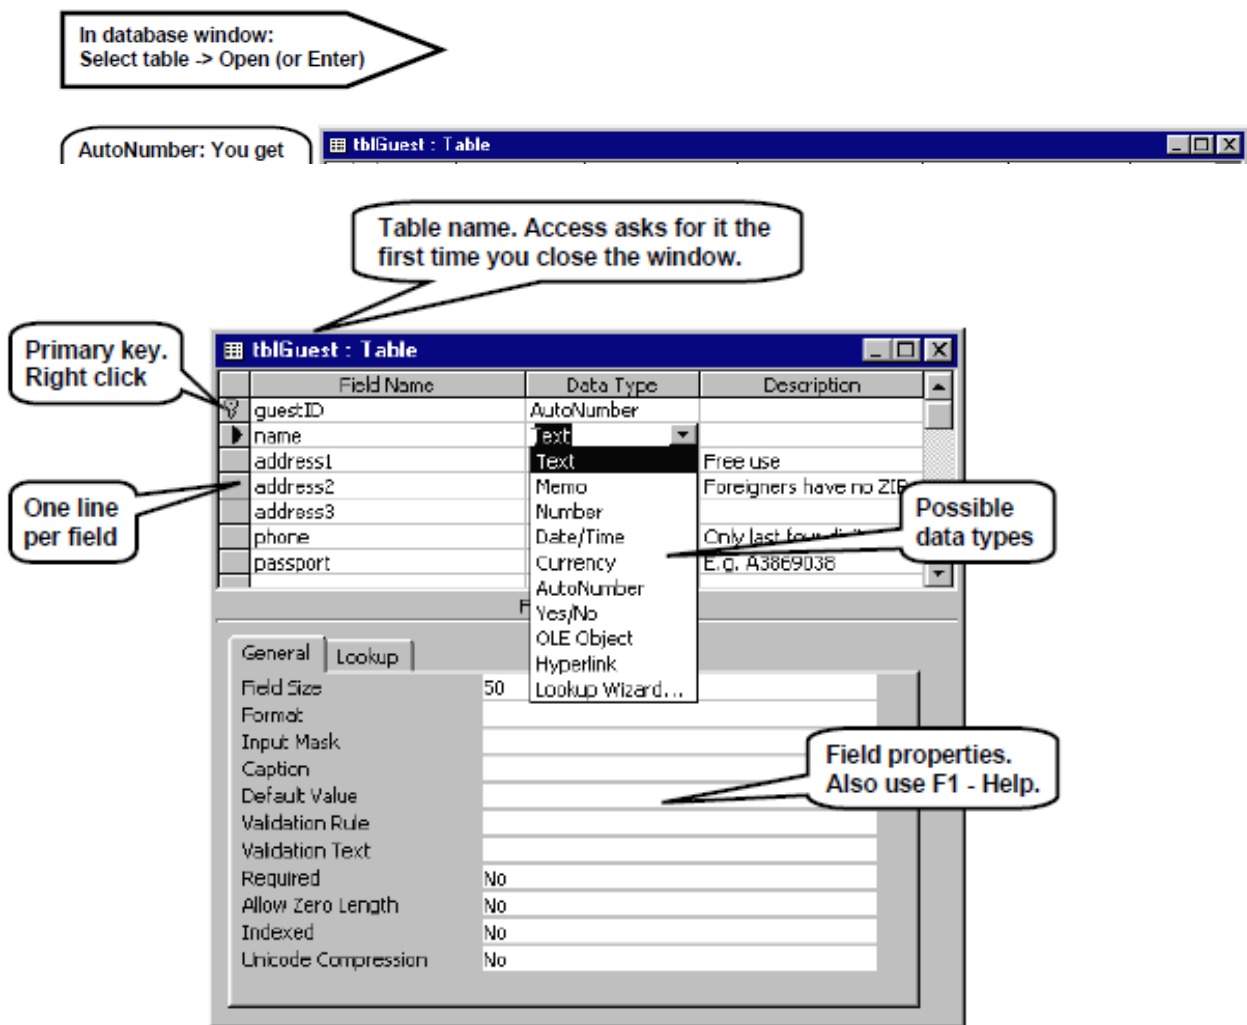 In database window:
Select table -> Open (or Enter)
AutoNumber: You get
tblGuest : Table
Table name. Access asks for it the
first time you close the window.
Primary key.
Right click
tblGuest : Table
Field Name Data Type Description
guestID AutoNumber
name Text
address1 Text Free use
address2 Memo Foreigners have no ZIP
address3 Number
phone Date/Time Only last four
passport Currency E.g. A3869038
AutoNumber
Yes/No
OLE Object
Hyperlink
Lookup Wizard...
One line
per field
Possible
data types
General Lookup
Field Size 50
Format
Input Mask
Caption
Default Value
Validation Rule
Validation Text
Required No
Allow Zero Length No
Indexed No
Unicode Compression No
Field properties.
Also use F1 - Help.